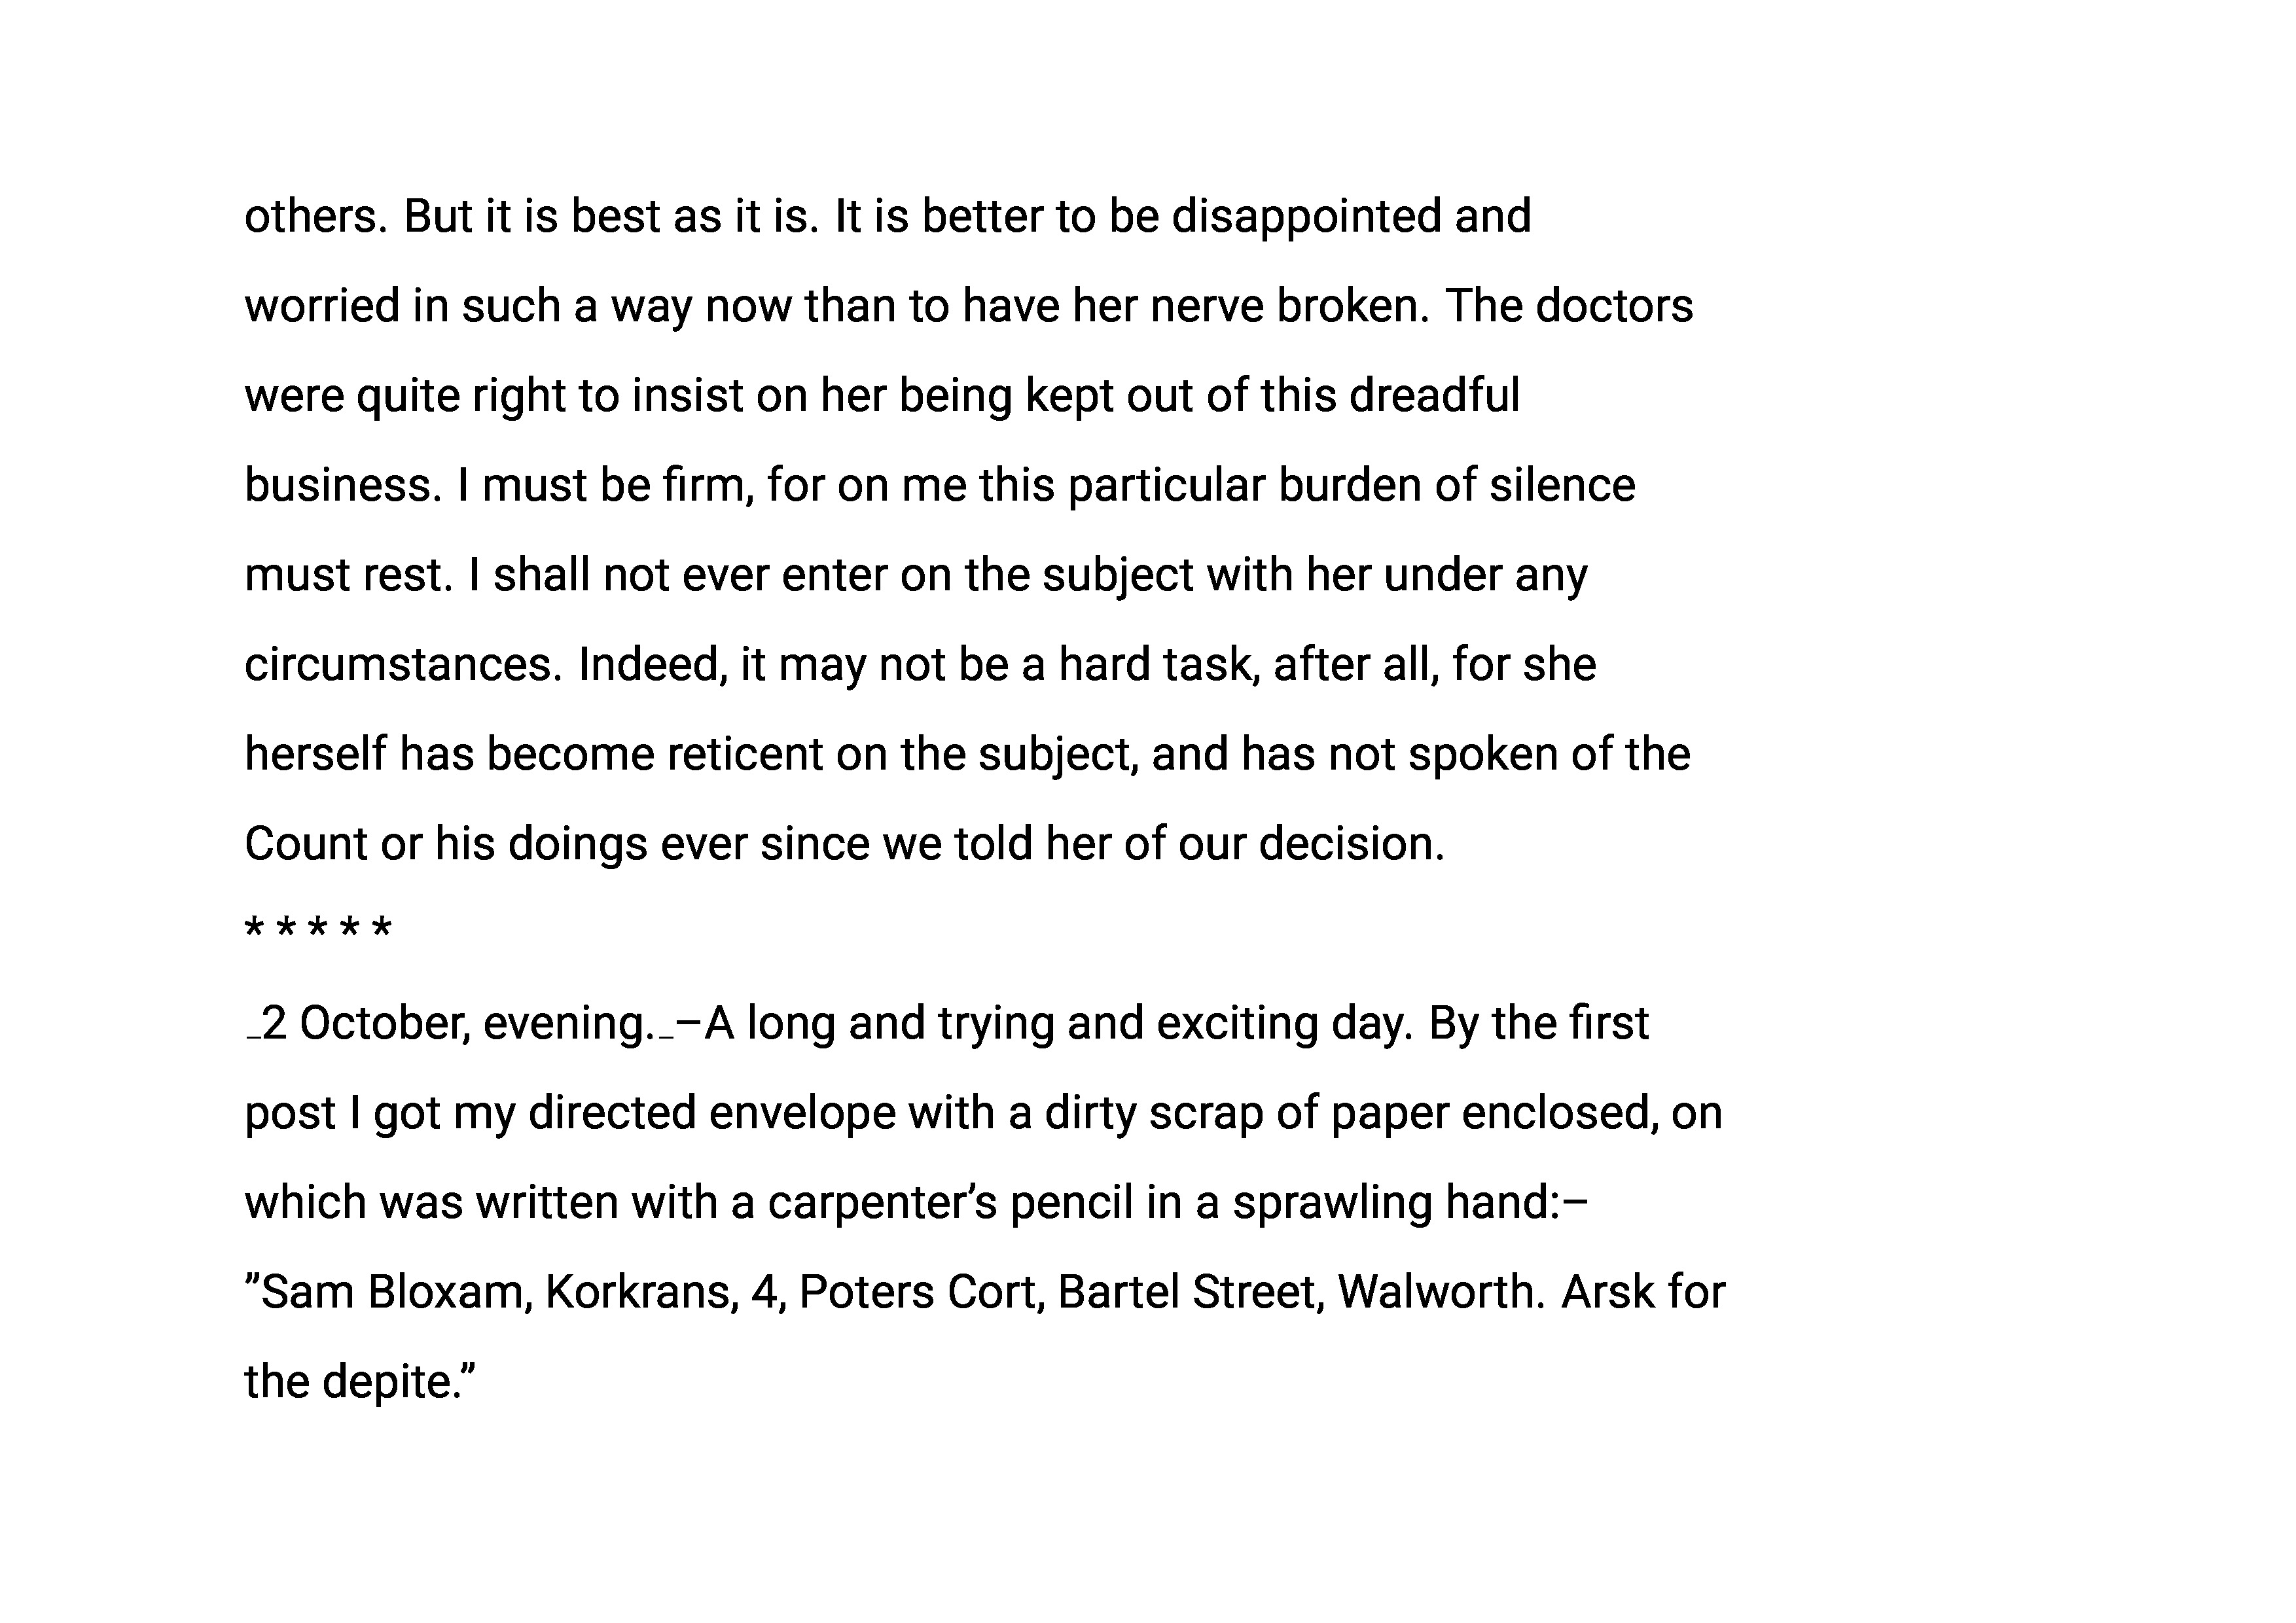 others. But it is best as it is. It is better to be disappointed and
worried in such a way now than to have her nerve broken. The doctors
were quite right to insist on her being kept out of this dreadful
business. I must be firm, for on me this particular burden of silence
must rest. I shall not ever enter on the subject with her under any
circumstances. Indeed, it may not be a hard task, after all, for she
herself has become reticent on the subject, and has not spoken of the
Count or his doings ever since we told her of our decision.
* * * * *
_2 October, evening._–A long and trying and exciting day. By the first
post I got my directed envelope with a dirty scrap of paper enclosed, on
which was written with a carpenter’s pencil in a sprawling hand:–
”Sam Bloxam, Korkrans, 4, Poters Cort, Bartel Street, Walworth. Arsk for
the depite.”